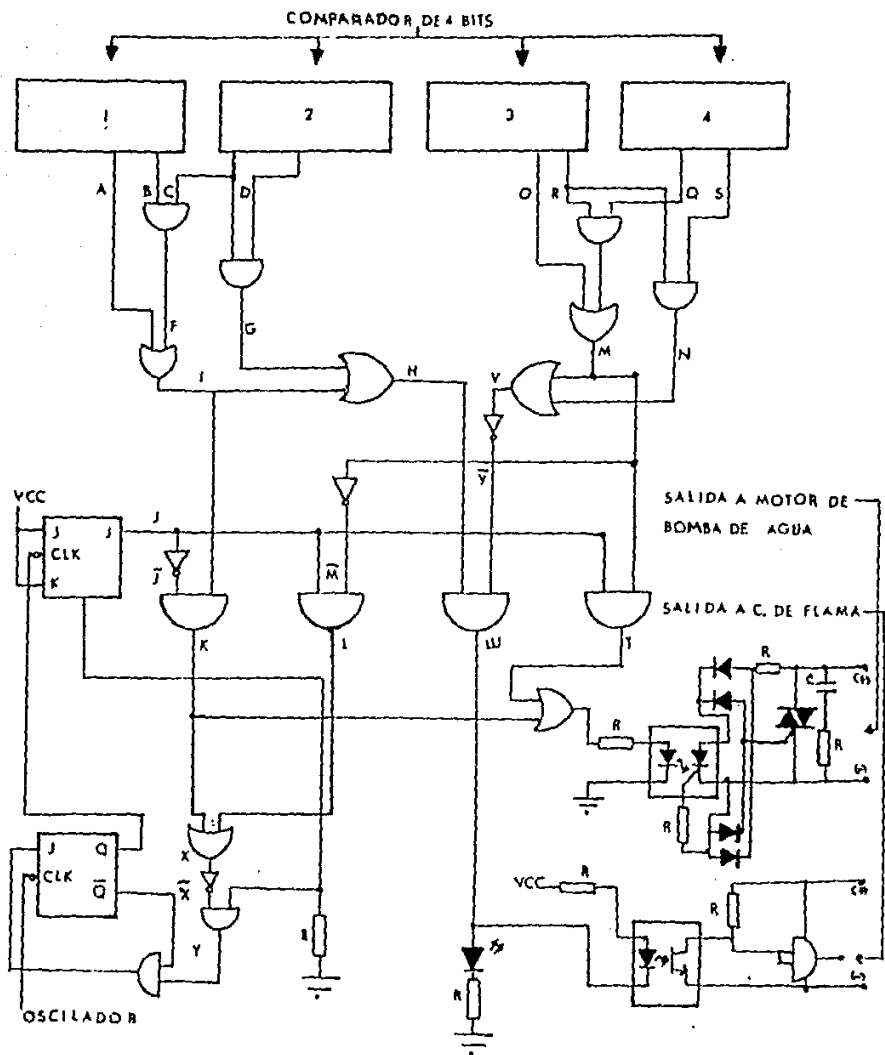 COMPARADOR DE 4 BITS
1
2
3
4
A
B
C
D
O
R
Q
S
F
G
M
N
I
H
V
V̅
VCC
J
CLK
K
J
J
J̅
M̅
SALIDA A MOTOR DE
BOMBA DE AGUA
SALIDA A C. DE FLAMA
K
L
T
R
C
(+)
R
R
(-)
R
J
Q
CLK
Q̅
X
X̅
Y
R
OSCILADOR
VCC
R
R
(+)
(-)
R